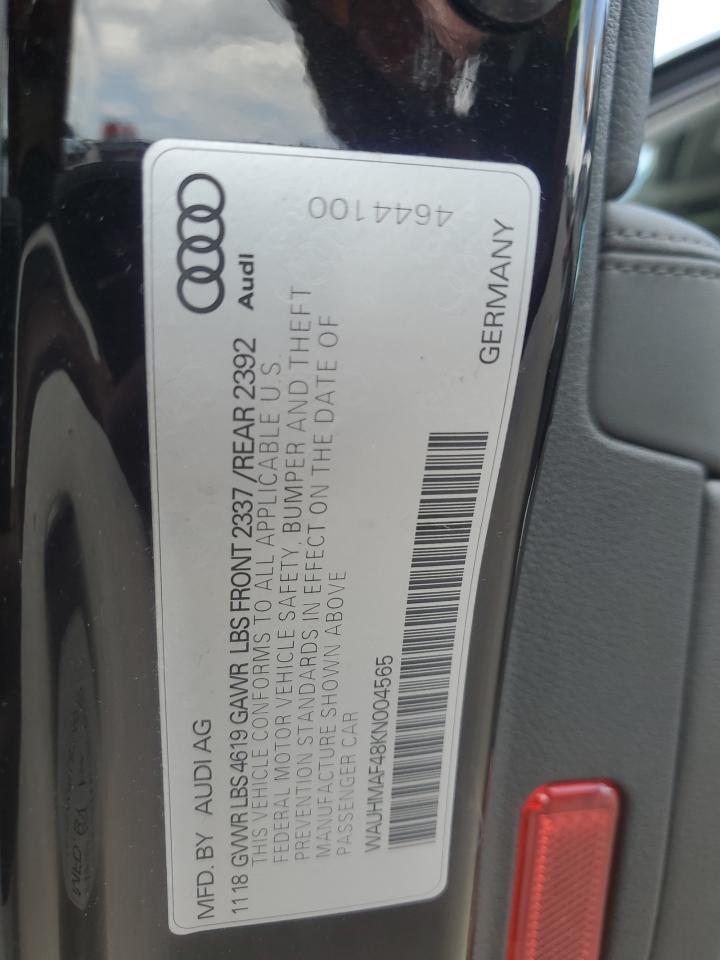 MFD. BY AUDI AG
Audi
11 18 GVWR LBS 4619 GAWR LBS FRONT 2337 / REAR 2392
THIS VEHICLE CONFORMS TO ALL APPLICABLE U.S.
FEDERAL MOTOR VEHICLE SAFETY, BUMPER AND THEFT
PREVENTION STANDARDS IN EFFECT ON THE DATE OF
MANUFACTURE SHOWN ABOVE
PASSENGER CAR
4644100
WAUHMAF48KN004565
GERMANY